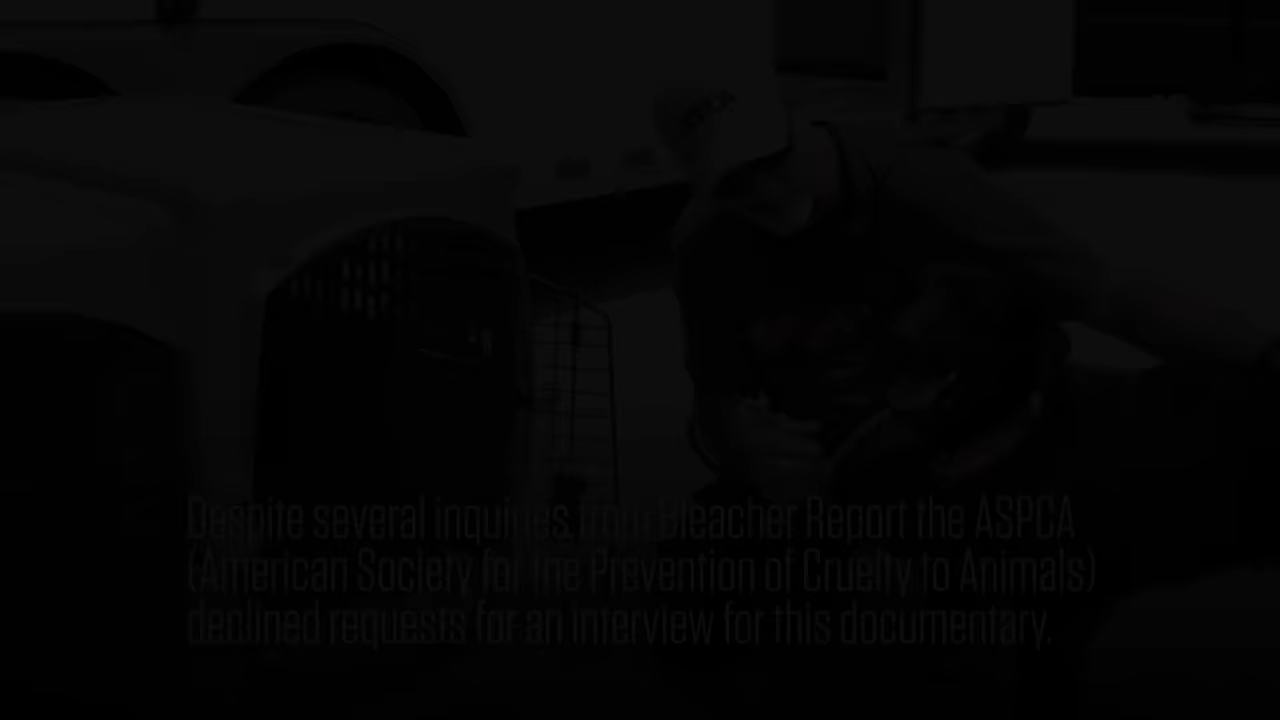 Despite several inquiries from Bleacher Report the ASPCA
(American Society for the Prevention of Cruelty to Animals)
declined requests for an interview for this documentary.